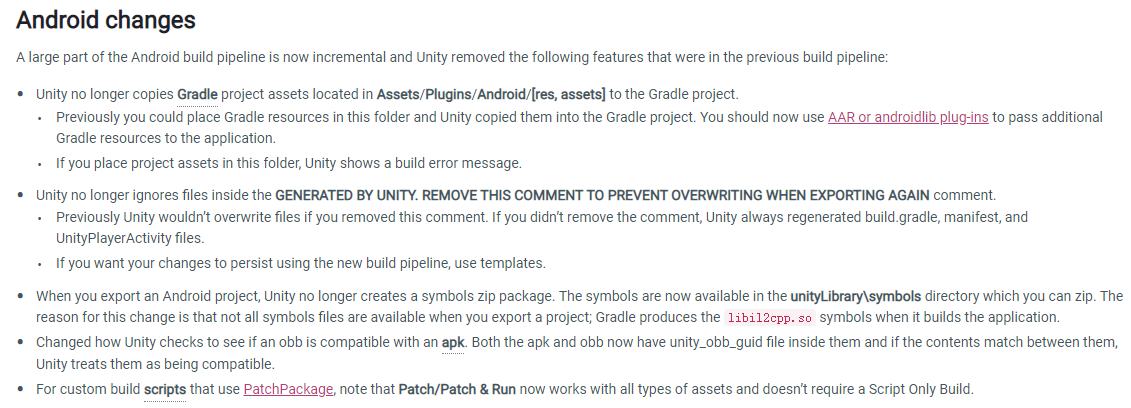 Android changes
A large part of the Android build pipeline is now incremental and Unity removed the following features that were in the previous build pipeline:
• Unity no longer copies Gradle project assets located in Assets/Plugins/Android/[res, assets] to the Gradle project.
• Previously you could place Gradle resources in this folder and Unity copied them into the Gradle project. You should now use AAR or androidlib plug-ins to pass additional
Gradle resources to the application.
• If you place project assets in this folder, Unity shows a build error message.
• Unity no longer ignores files inside the GENERATED BY UNITY. REMOVE THIS COMMENT TO PREVENT OVERWRITING WHEN EXPORTING AGAIN comment.
• Previously Unity wouldn’t overwrite files if you removed this comment. If you didn’t remove the comment, Unity always regenerated build.gradle, manifest, and
UnityPlayerActivity files.
• If you want your changes to persist using the new build pipeline, use templates.
• When you export an Android project, Unity no longer creates a symbols zip package. The symbols are now available in the unityLibrary\symbols directory which you can zip. The
reason for this change is that not all symbols files are available when you export a project; Gradle produces the libil2cpp.so symbols when it builds the application.
• Changed how Unity checks to see if an obb is compatible with an apk. Both the apk and obb now have unity_obb_guid file inside them and if the contents match between them,
Unity treats them as being compatible.
• For custom build scripts that use PatchPackage, note that Patch/Patch & Run now works with all types of assets and doesn’t require a Script Only Build.